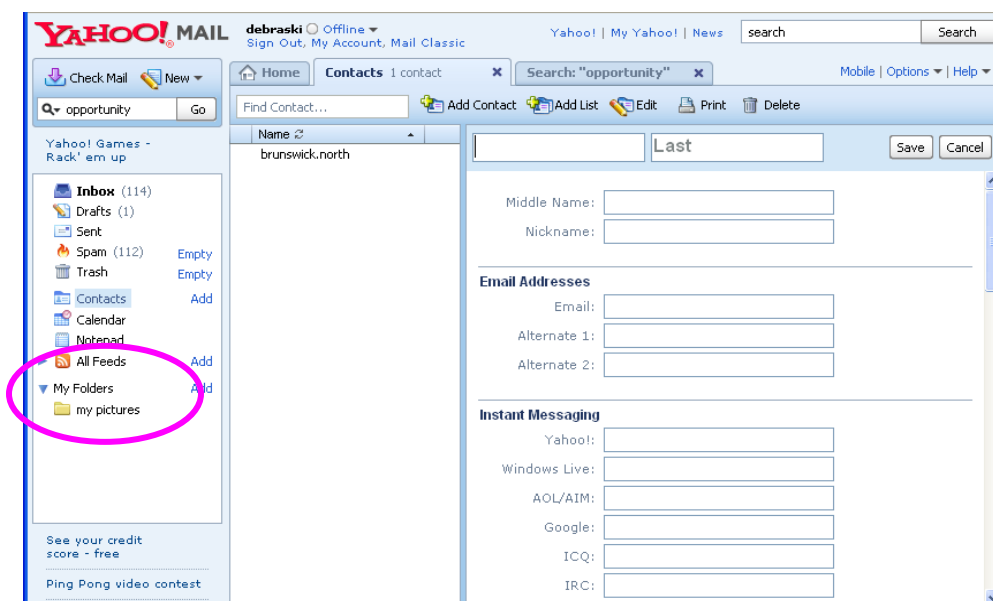 YAHOO! MAIL
debraski Offline
Sign Out, My Account, Mail Classic
Yahoo! | My Yahoo! | News
search
Search
Check Mail New
Home
Contacts 1 contact x
Search: "opportunity" x
Mobile | Options | Help
opportunity Go
Find Contact...
Add Contact Add List Edit Print Delete
Yahoo! Games -
Rack' em up
Name
brunswick.north
Last
Save Cancel
Inbox (114)
Drafts (1)
Sent
Spam (112) Empty
Trash Empty
Contacts Add
Calendar
Notepad
All Feeds Add
My Folders Add
my pictures
See your credit
score - free
Ping Pong video contest
Middle Name:
Nickname:
Email Addresses
Email:
Alternate 1:
Alternate 2:
Instant Messaging
Yahoo!:
Windows Live:
AOL/AIM:
Google:
ICQ:
IRC: